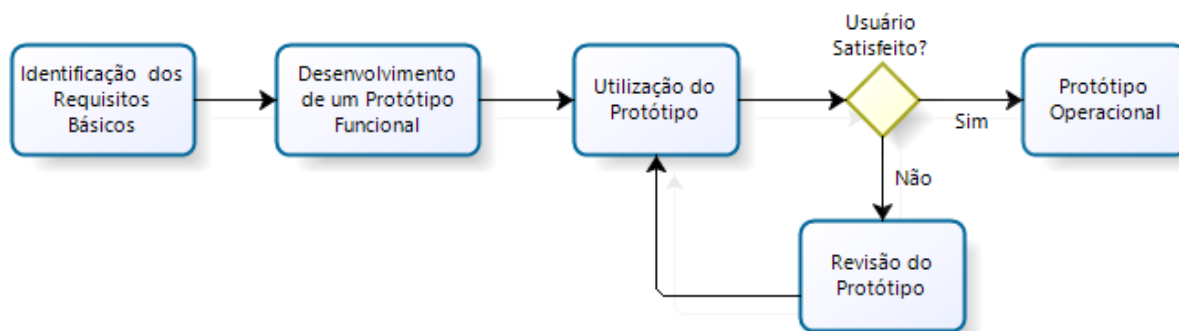 Identificação dos
Requisitos
Básicos
Desenvolvimento
de um Protótipo
Funcional
Utilização do
Protótipo
Usuário
Satisfeito?
Sim
Protótipo
Operacional
Não
Revisão do
Protótipo